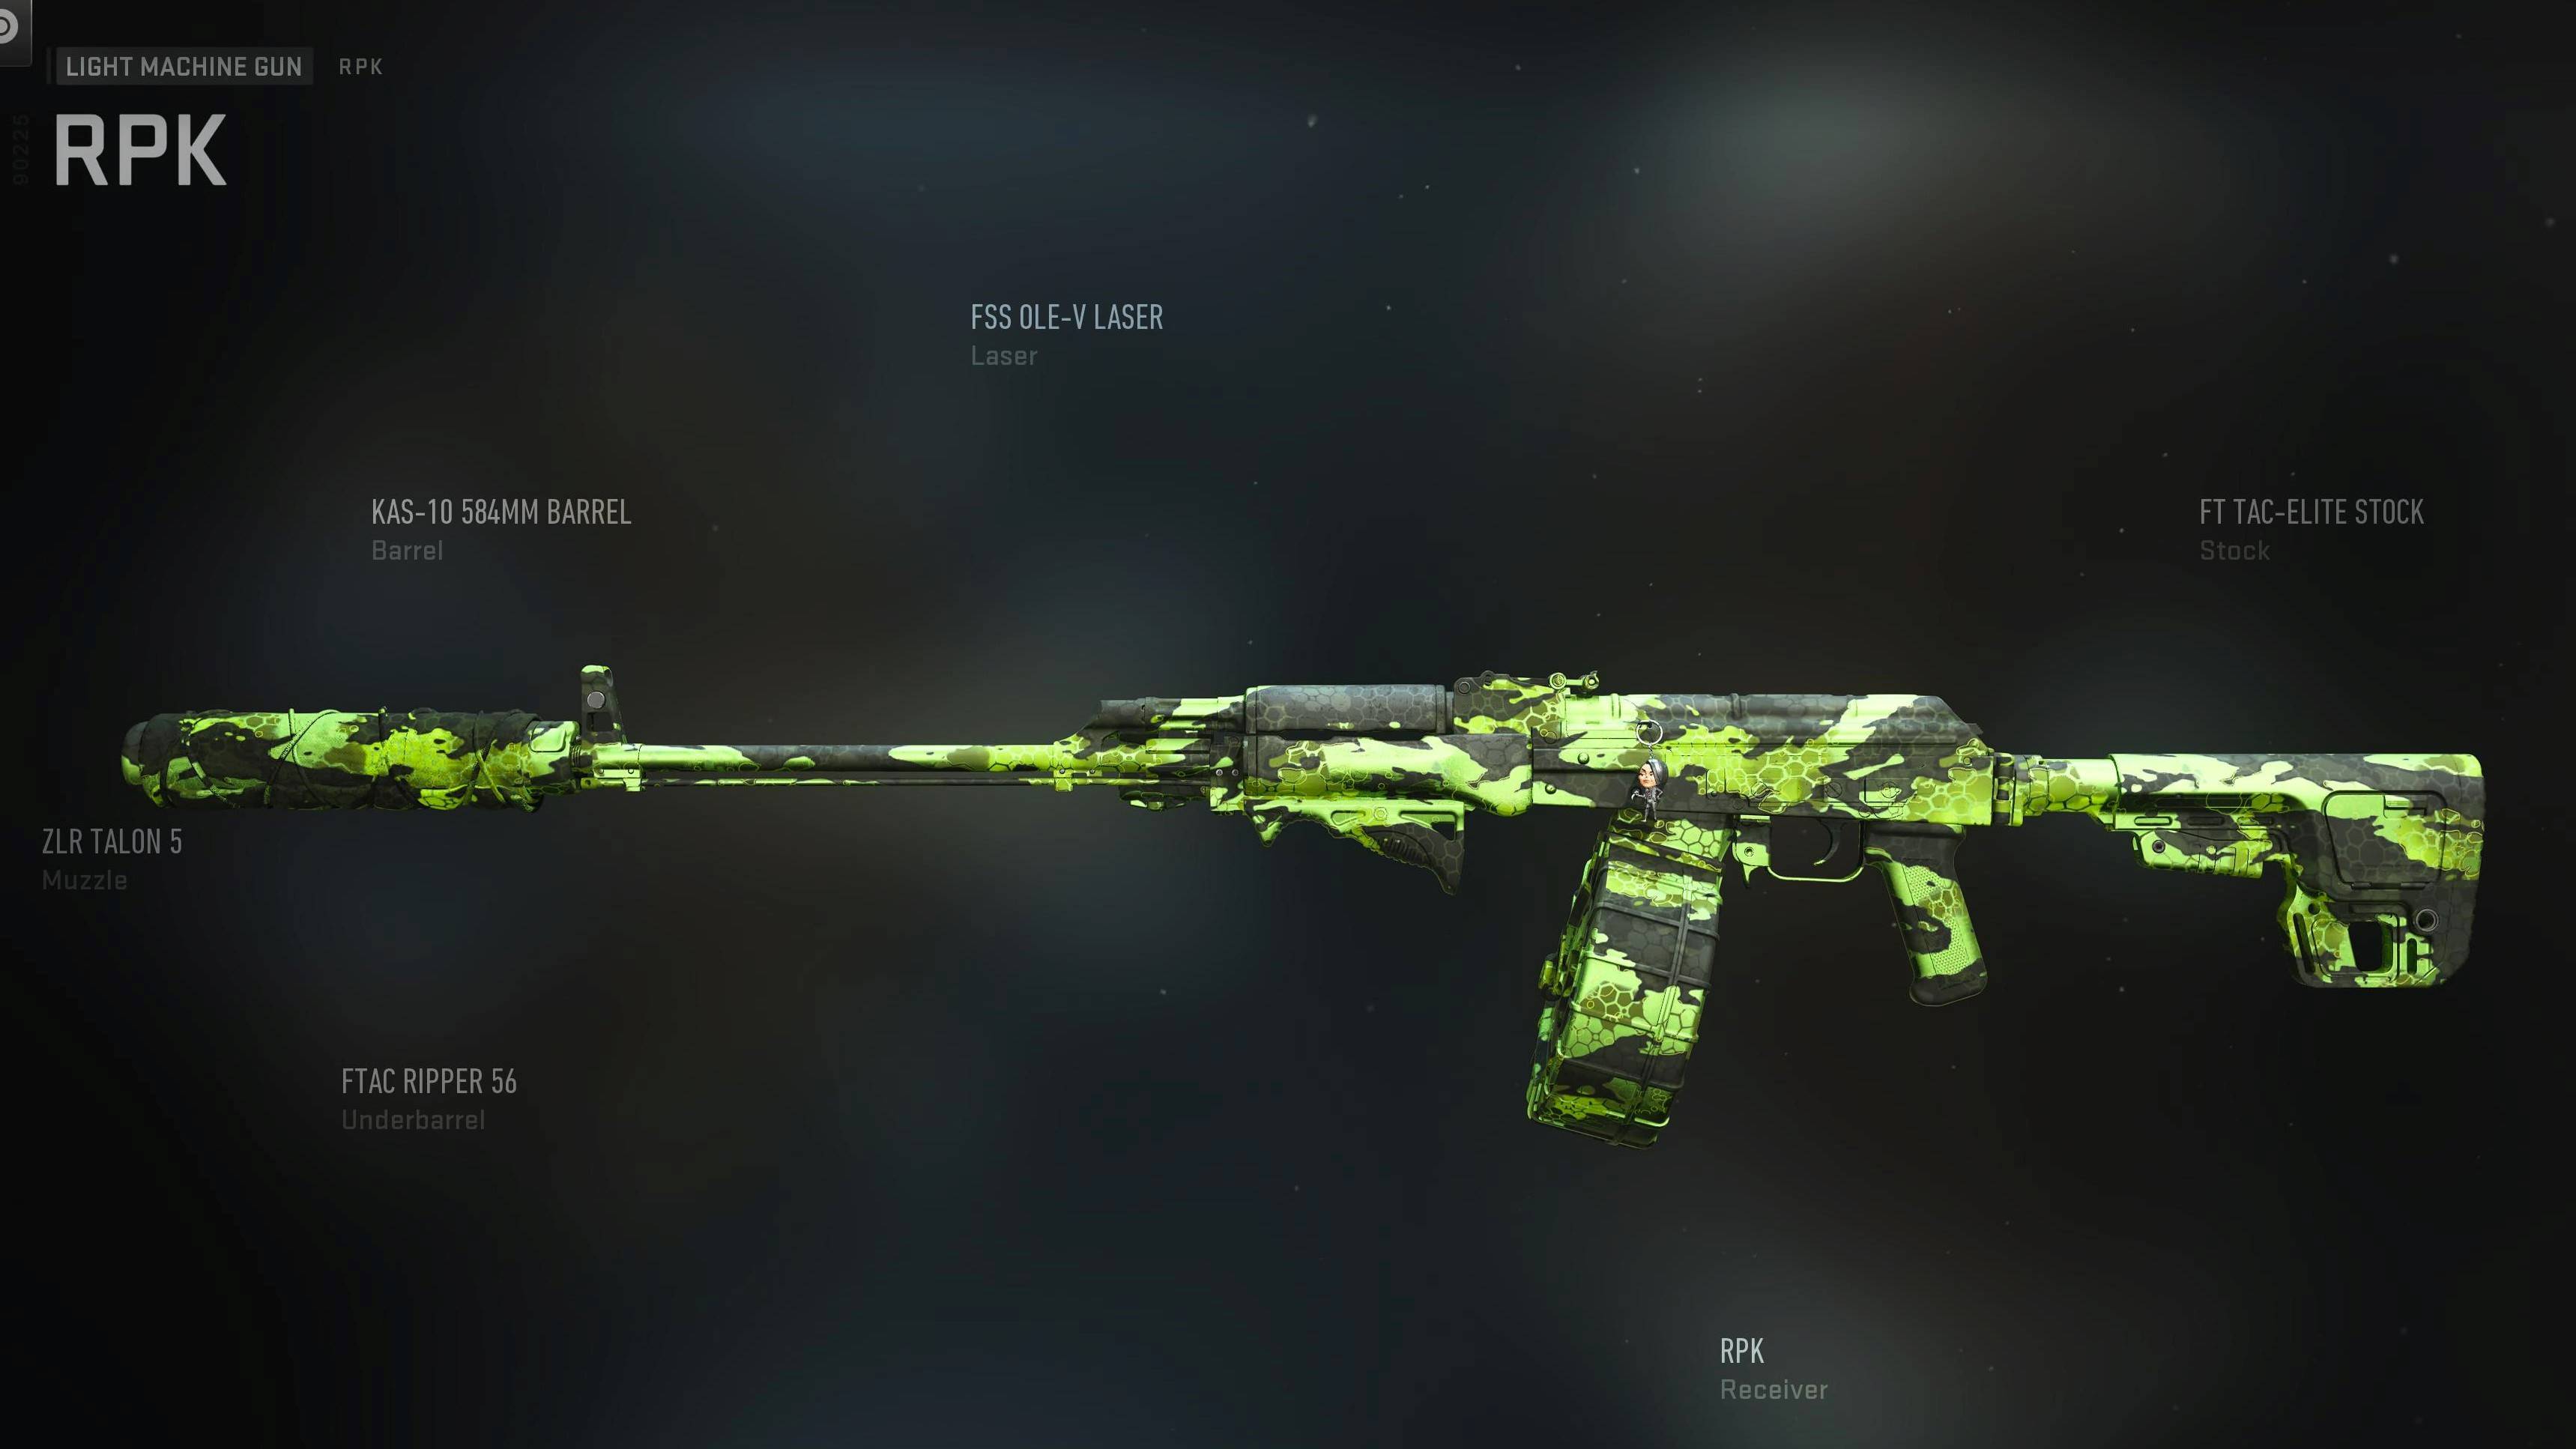 LIGHT MACHINE GUN RPK
RPK
90225
FSS OLE-V LASER
Laser
KAS-10 584MM BARREL
Barrel
FT TAC-ELITE STOCK
Stock
ZLR TALON 5
Muzzle
FTAC RIPPER 56
Underbarrel
RPK
Receiver